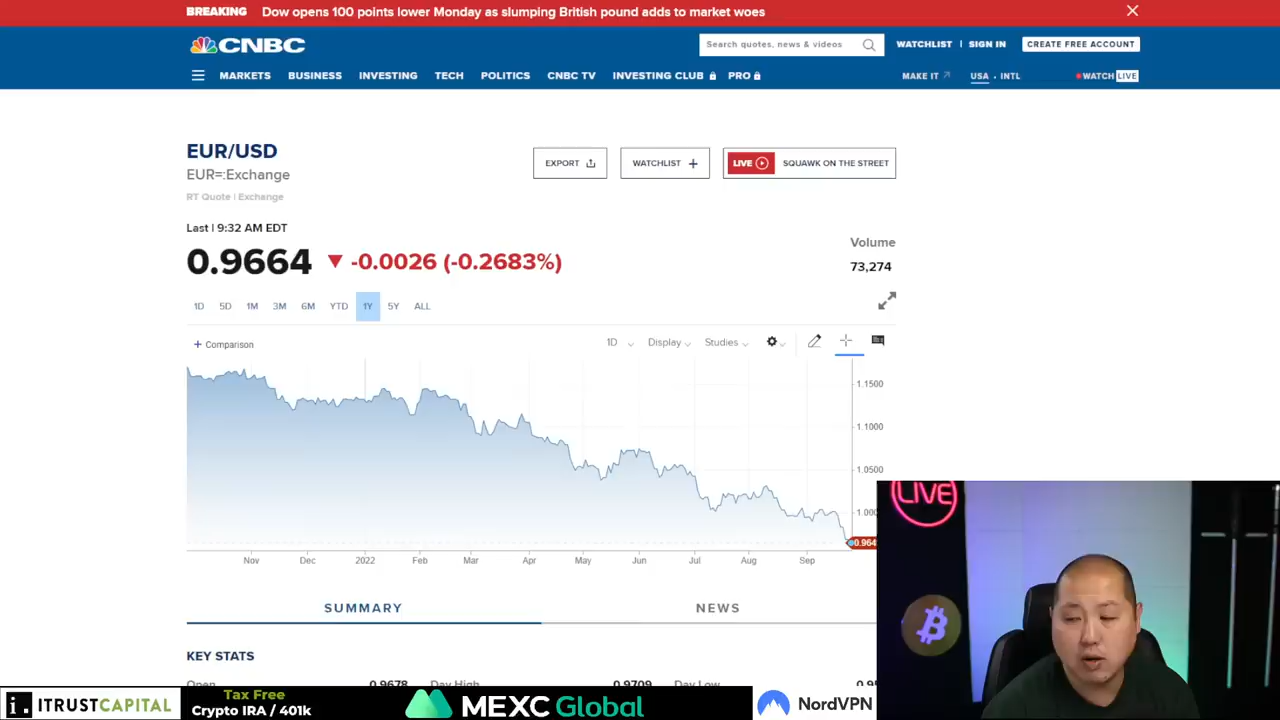 BREAKING Dow opens 100 points lower Monday as slumping British pound adds to market woes
CNBC
Search quotes, news & videos
WATCHLIST | SIGN IN
CREATE FREE ACCOUNT
MARKETS BUSINESS INVESTING TECH POLITICS CNBC TV INVESTING CLUB PRO
MAKE IT USA • INTL WATCH LIVE
EUR/USD
EUR=:Exchange
RT Quote | Exchange
EXPORT
WATCHLIST +
LIVE SQUAWK ON THE STREET
Last | 9:32 AM EDT
0.9664 ▼ -0.0026 (-0.2683%)
Volume
73,274
1D 5D 1M 3M 6M YTD 1Y 5Y ALL
+ Comparison
1D Display Studies
1.1500
1.1000
1.0500
1.000
0.964
Nov Dec 2022 Feb Mar Apr May Jun Jul Aug Sep
SUMMARY NEWS
KEY STATS
Open 0.9678 Day High 0.9709 Day Low
LIVE
i. ITRUSTCAPITAL
Tax Free
Crypto IRA / 401k
MEXC Global
NordVPN